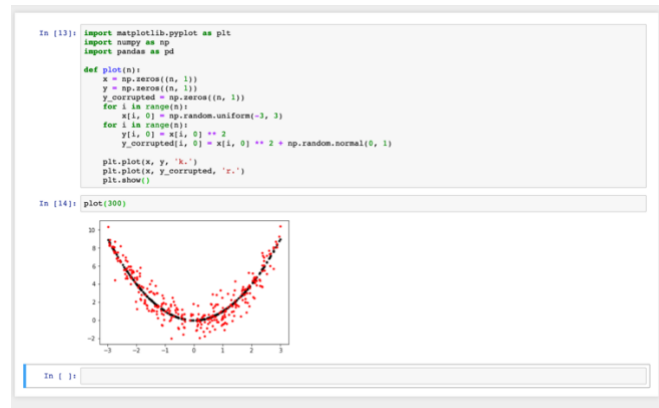 In [13]: import matplotlib.pyplot as plt
import numpy as np
import pandas as pd
def plot(n):
x = np.zeros((n, 1))
y = np.zeros((n, 1))
y_corrupted = np.zeros((n, 1))
for i in range(n):
x[i, 0] = np.random.uniform(-3, 3)
for i in range(n):
y[i, 0] = x[i, 0] ** 2
y_corrupted[i, 0] = x[i, 0] ** 2 + np.random.normal(0, 1)
plt.plot(x, y, 'k.')
plt.plot(x, y_corrupted, 'r.')
plt.show()
In [14]: plot(300)
10
8
6
4
2
0
−2
−3 −2 −1 0 1 2 3
In [ ]: